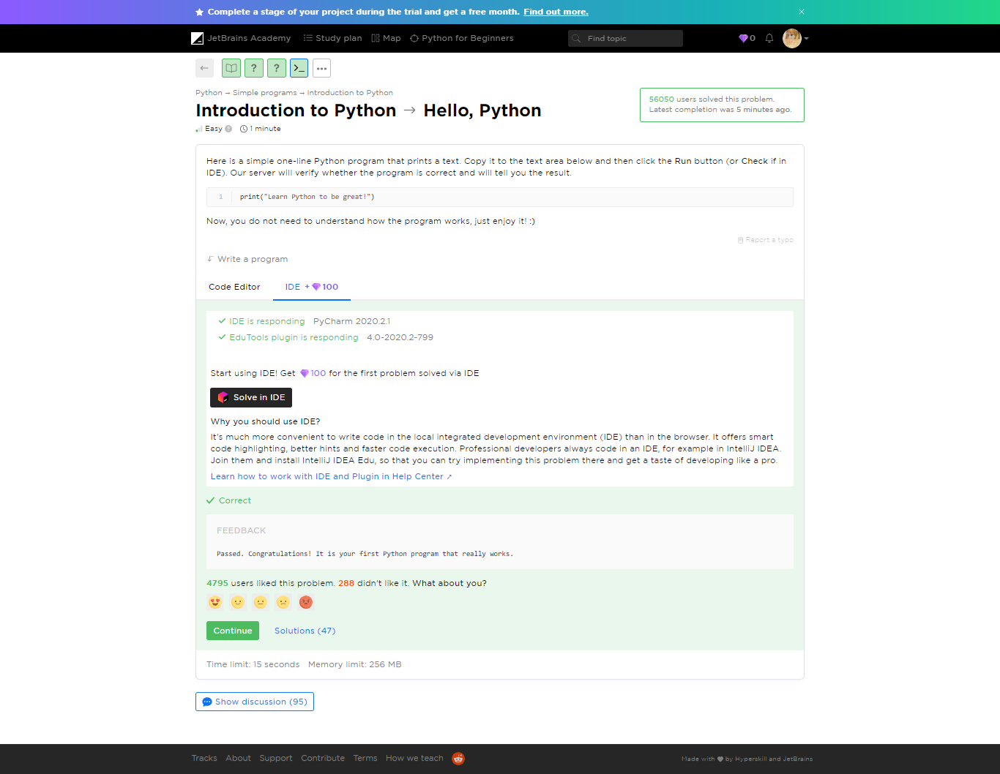 Complete a stage of your project during the trial and get a free month. Find out more.
JetBrains Academy Study plan Map Python for Beginners Find topic 0
? ? >_ ...
Python → Simple programs → Introduction to Python
Introduction to Python → Hello, Python
Easy ? 1 minute
56050 users solved this problem.
Latest completion was 5 minutes ago.
Here is a simple one-line Python program that prints a text. Copy it to the text area below and then click the Run button (or Check if in
IDE). Our server will verify whether the program is correct and will tell you the result.
1 print("Learn Python to be great!")
Now, you do not need to understand how the program works, just enjoy it! :)
Report a typo
Write a program
Code Editor IDE + 100
IDE is responding PyCharm 2020.2.1
EduTools plugin is responding 4.0-2020.2-799
Start using IDE! Get 100 for the first problem solved via IDE
Solve in IDE
Why you should use IDE?
It's much more convenient to write code in the local integrated development environment (IDE) than in the browser. It offers smart
code highlighting, better hints and faster code execution. Professional developers always code in an IDE, for example in IntelliJ IDEA.
Join them and install IntelliJ IDEA Edu, so that you can try implementing this problem there and get a taste of developing like a pro.
Learn how to work with IDE and Plugin in Help Center ↗
Correct
FEEDBACK
Passed. Congratulations! It is your first Python program that really works.
4795 users liked this problem. 288 didn't like it. What about you?
Continue Solutions (47)
Time limit: 15 seconds Memory limit: 256 MB
Show discussion (95)
Tracks About Support Contribute Terms How we teach
Made with ♥ by Hyperskill and JetBrains